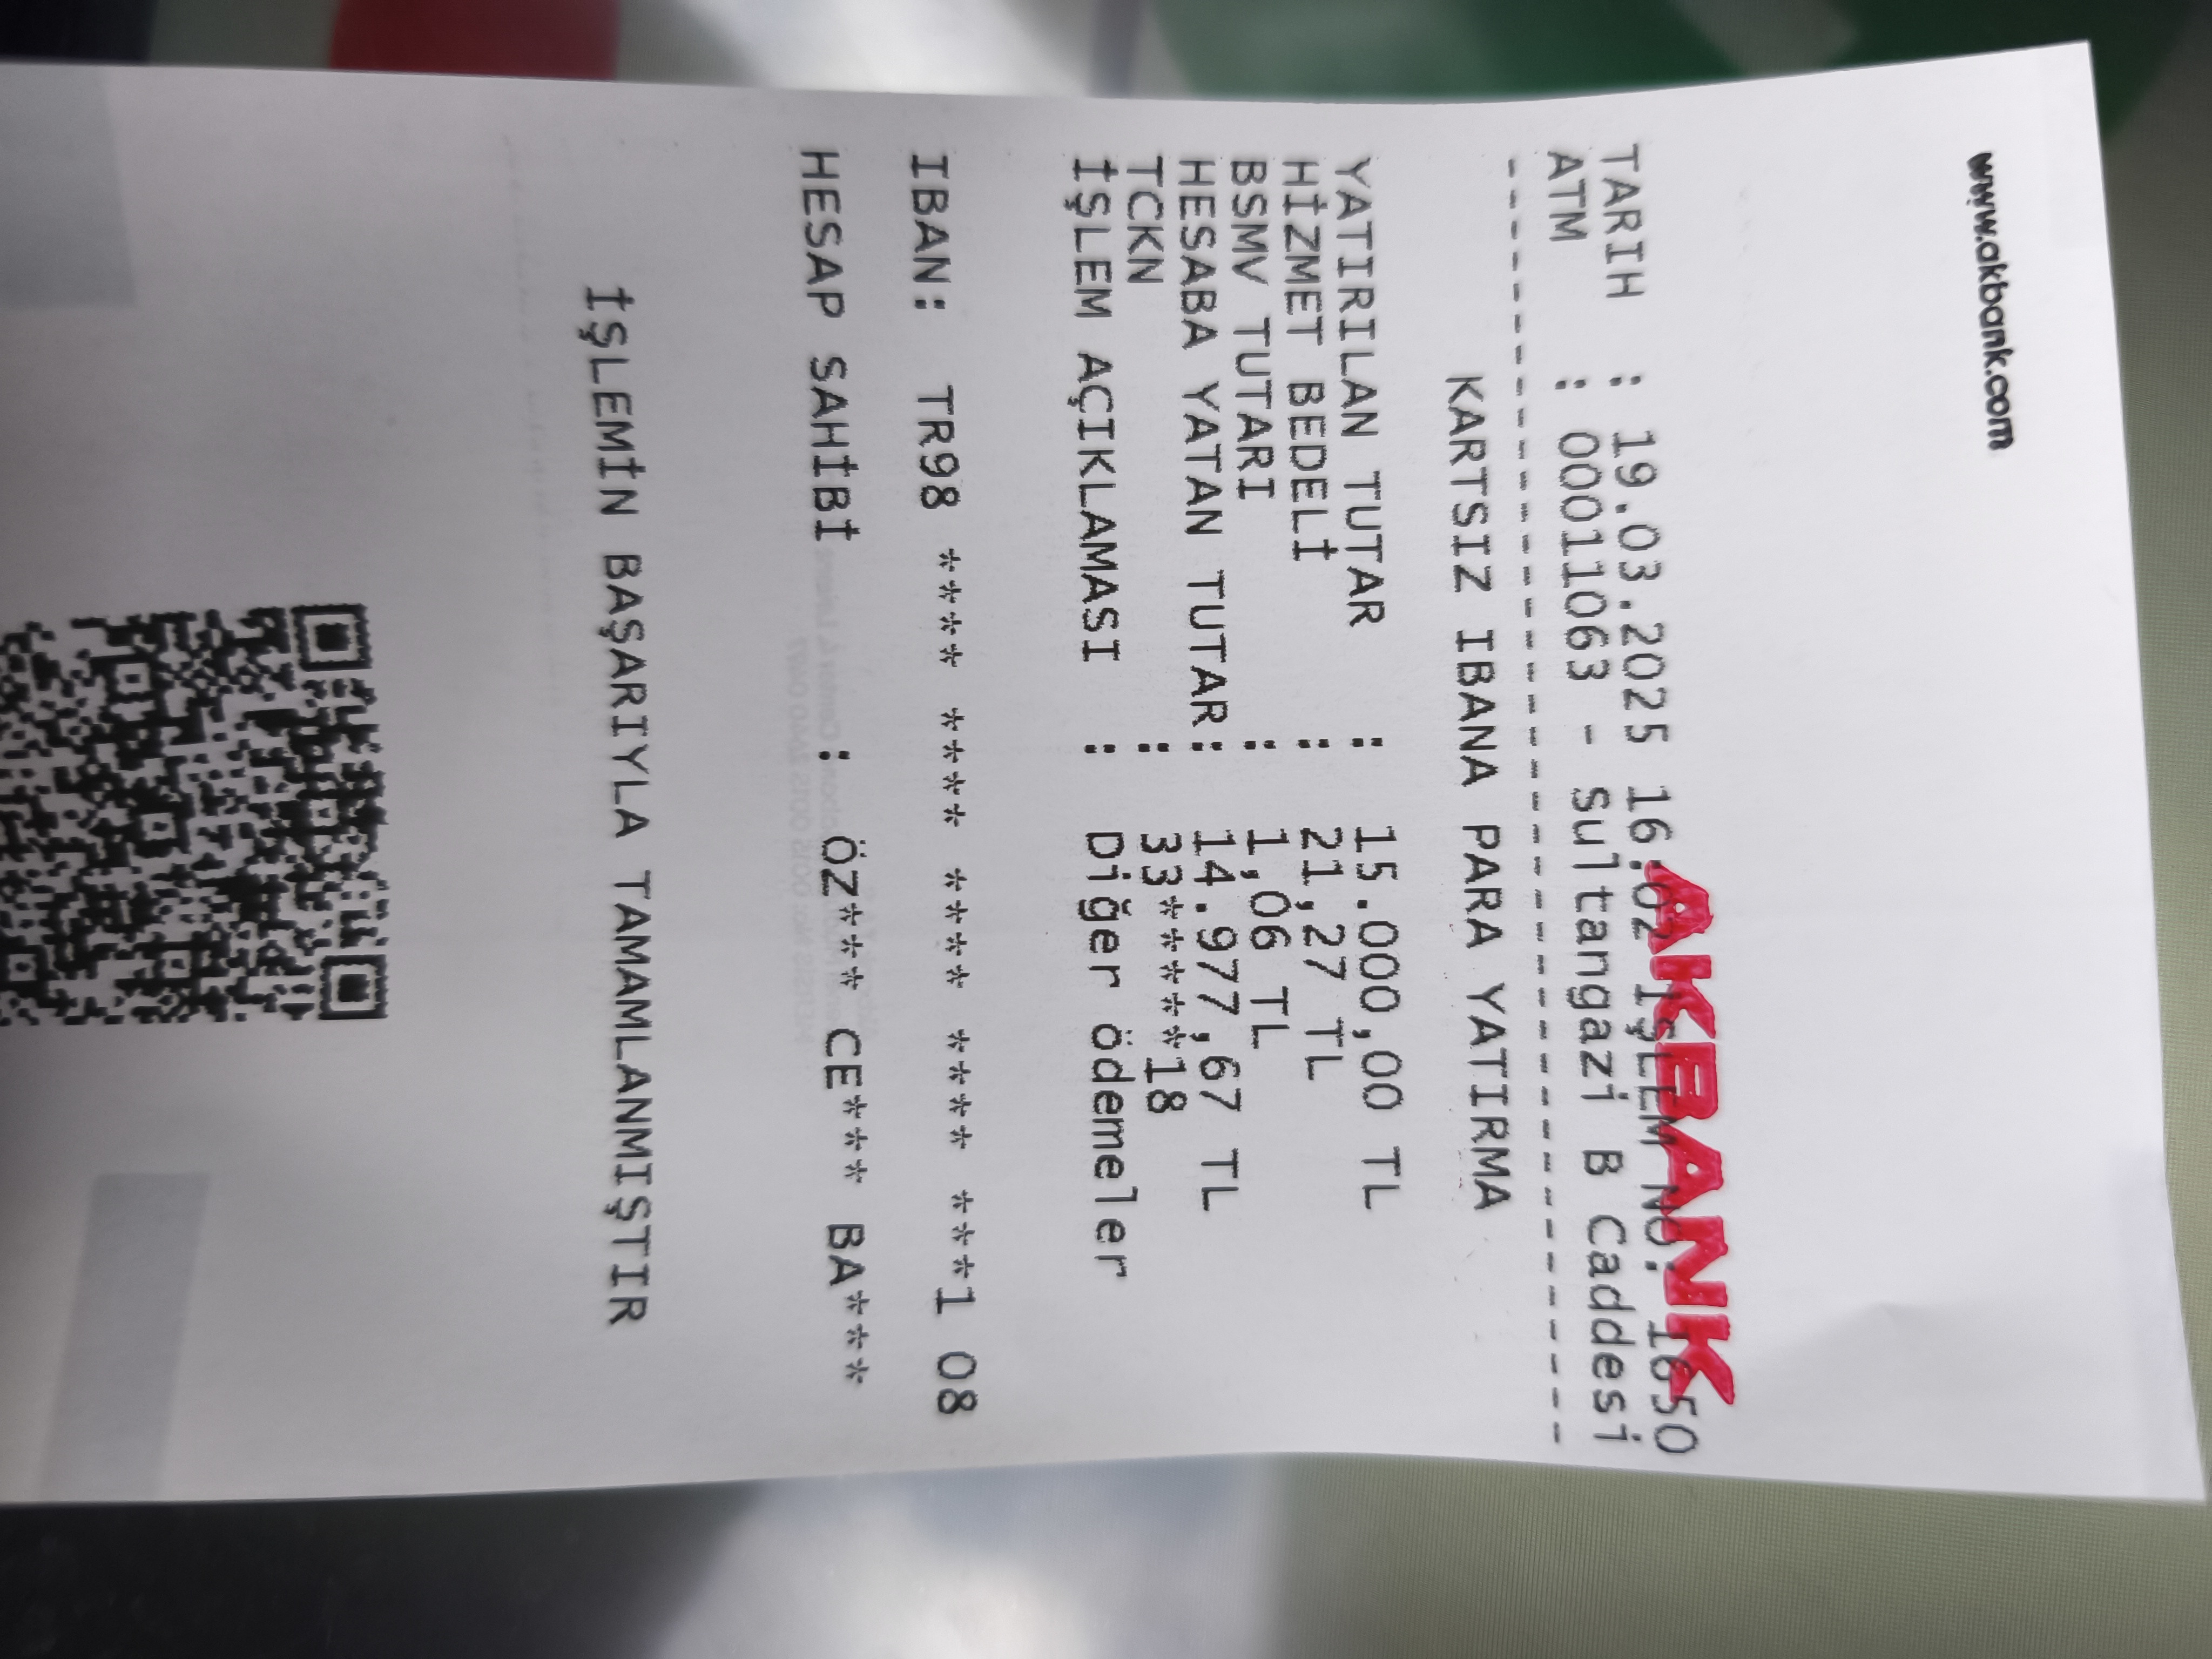 www.akbank.com
AKBANK
TARIH : 19.03.2025 16:02 İŞLEM NO: 1650
ATM : 00011063 - Sultangazi B Caddesi
--------------------------------------------
KARTSIZ IBANA PARA YATIRMA
YATIRILAN TUTAR : 15.000,00 TL
HİZMET BEDELİ : 21,27 TL
BSMV TUTARI : 1,06 TL
HESABA YATAN TUTAR: 14.977,67 TL
TCKN : 33*****18
İŞLEM AÇIKLAMASI : Diğer ödemeler
IBAN: TR98 **** **** **** **** ***1 08
HESAP SAHİBİ : ÖZ*** CE*** BA***
İŞLEMİN BAŞARIYLA TAMAMLANMIŞTIR